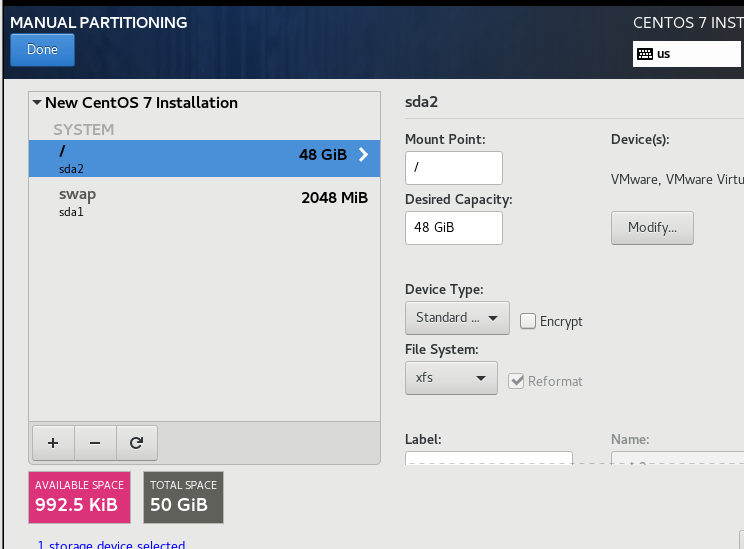 MANUAL PARTITIONING
CENTOS 7 INST
Done
us
New CentOS 7 Installation
SYSTEM
/
48 GiB
sda2
swap
2048 MiB
sda1
sda2
Mount Point:
Device(s):
/
VMware, VMware Virtu
Desired Capacity:
48 GiB
Modify...
Device Type:
Standard ...
Encrypt
File System:
xfs
Reformat
Label:
Name:
+
−
AVAILABLE SPACE
992.5 KiB
TOTAL SPACE
50 GiB
1 storage device selected